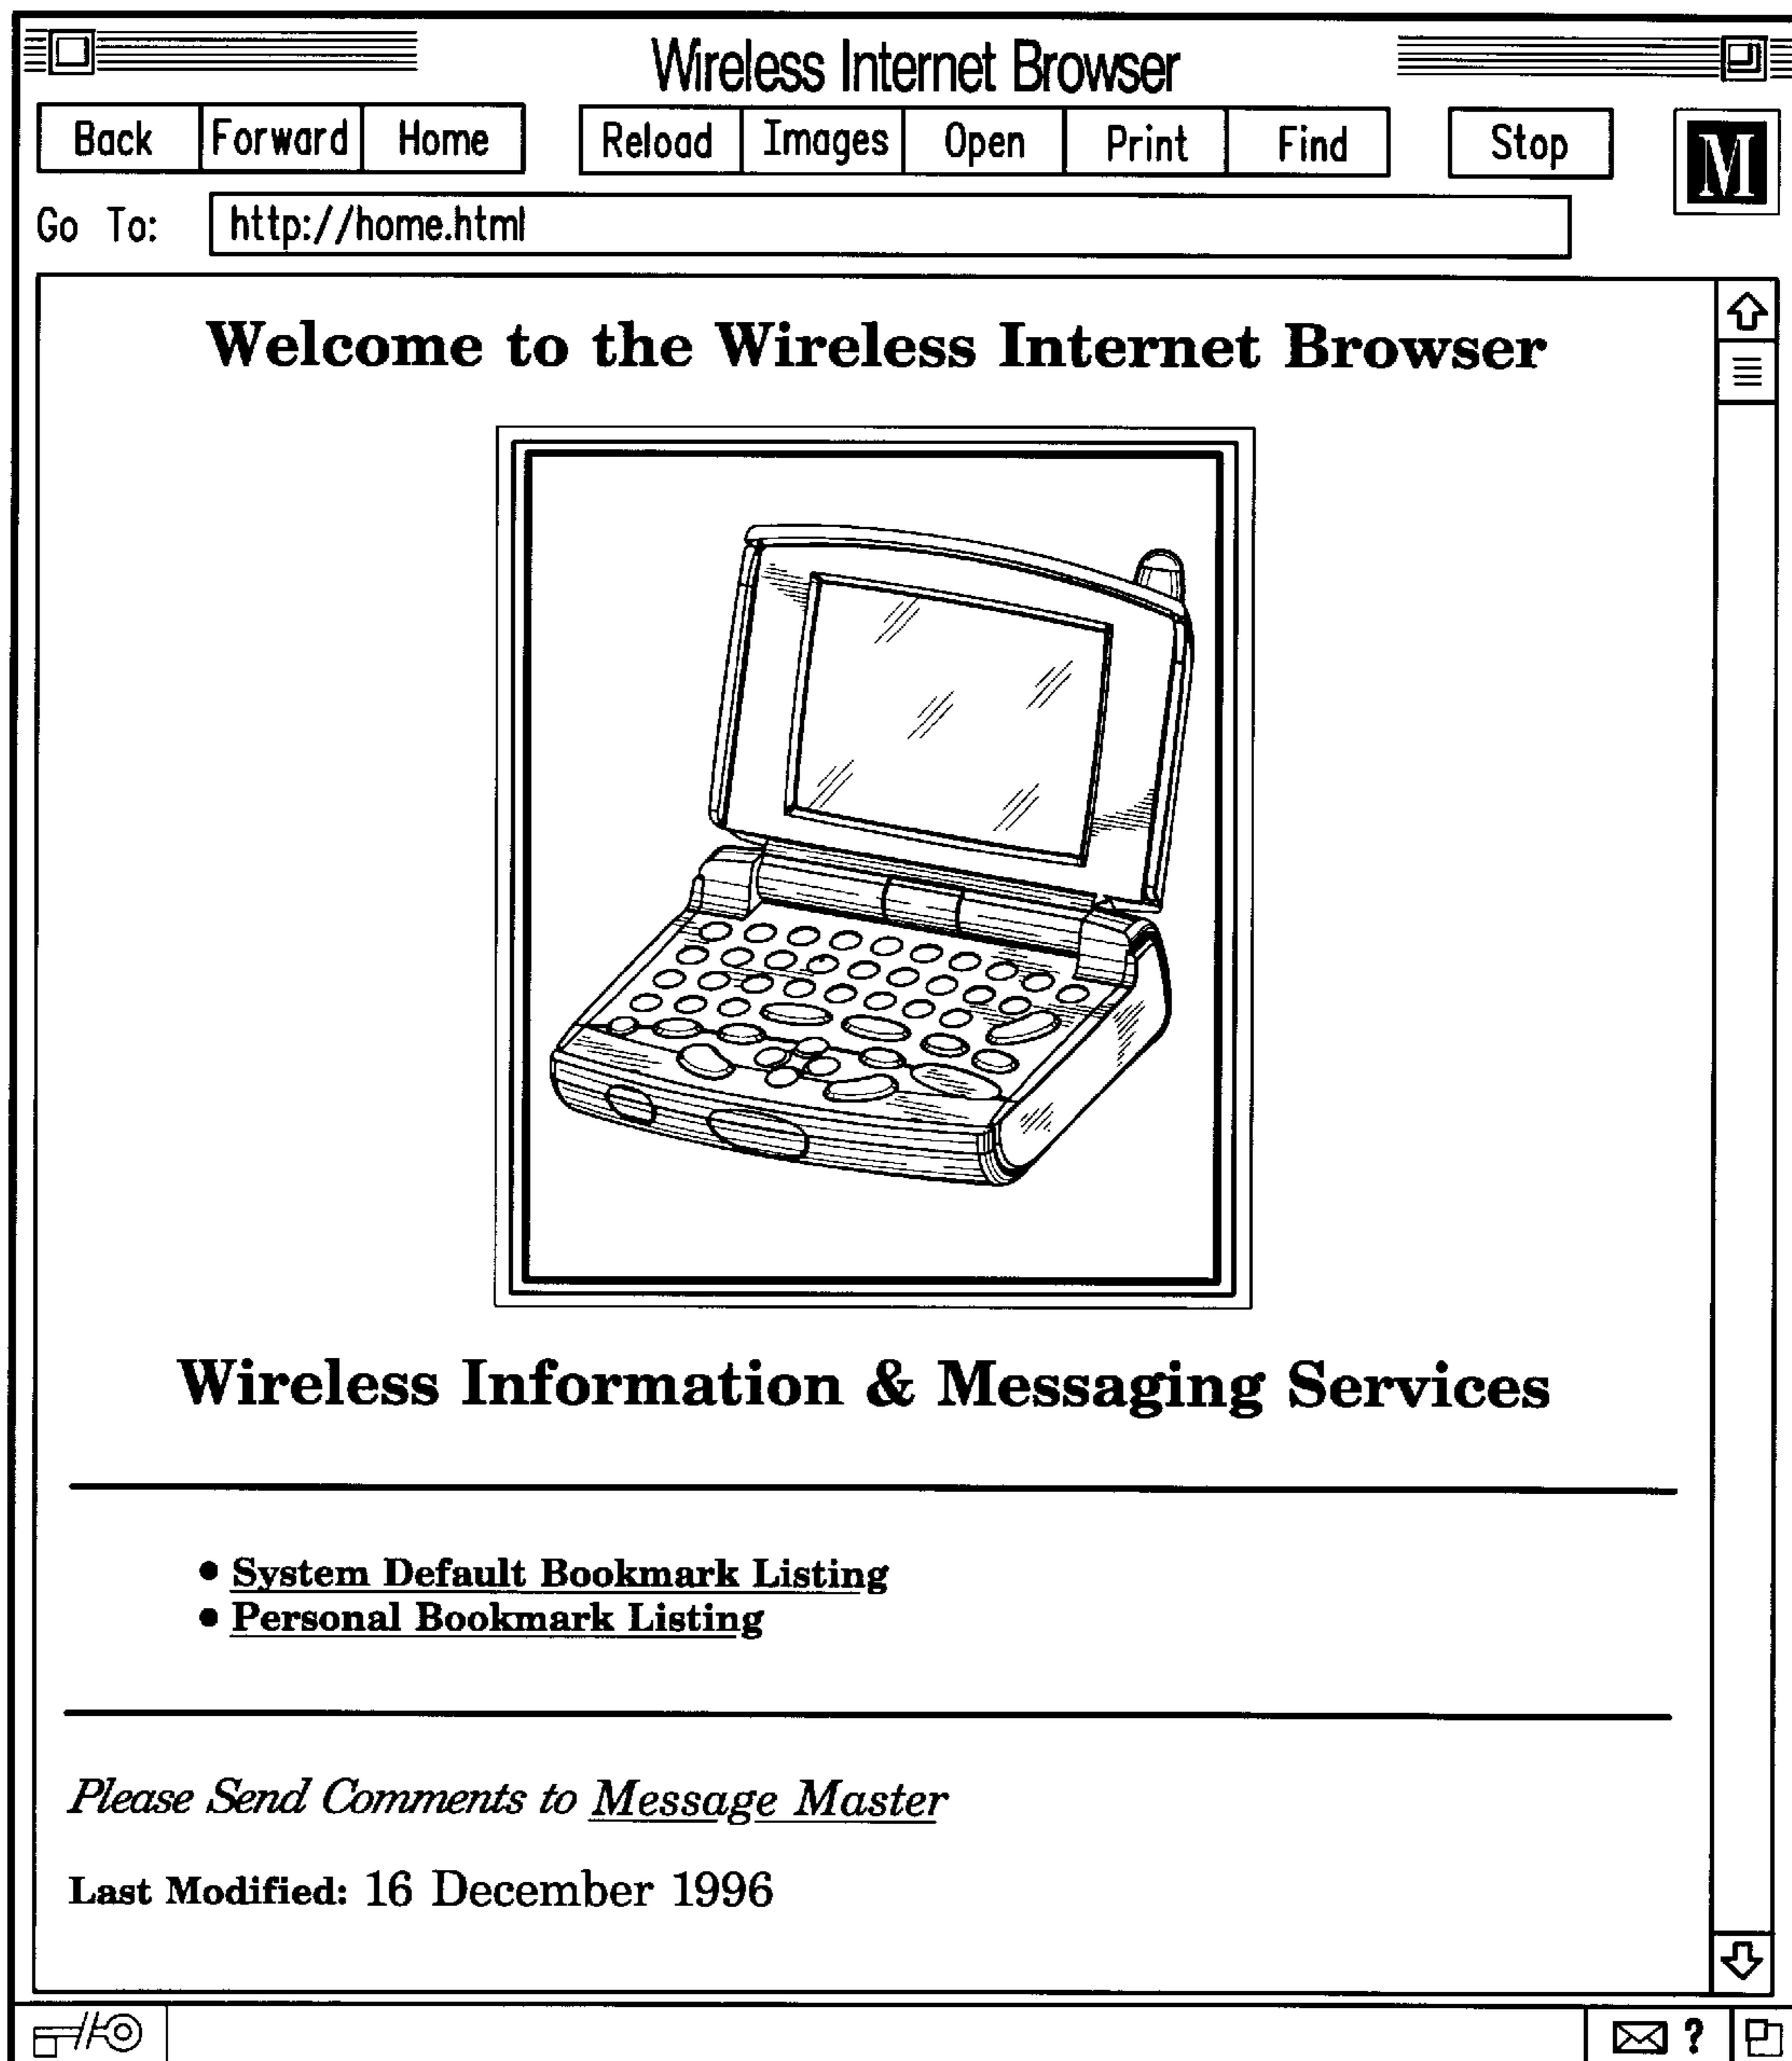 Wireless Internet Browser
Back Forward Home Reload Images Open Print Find Stop M
Go To: http://home.html
Welcome to the Wireless Internet Browser
Wireless Information & Messaging Services
• System Default Bookmark Listing
• Personal Bookmark Listing
Please Send Comments to Message Master
Last Modified: 16 December 1996
?